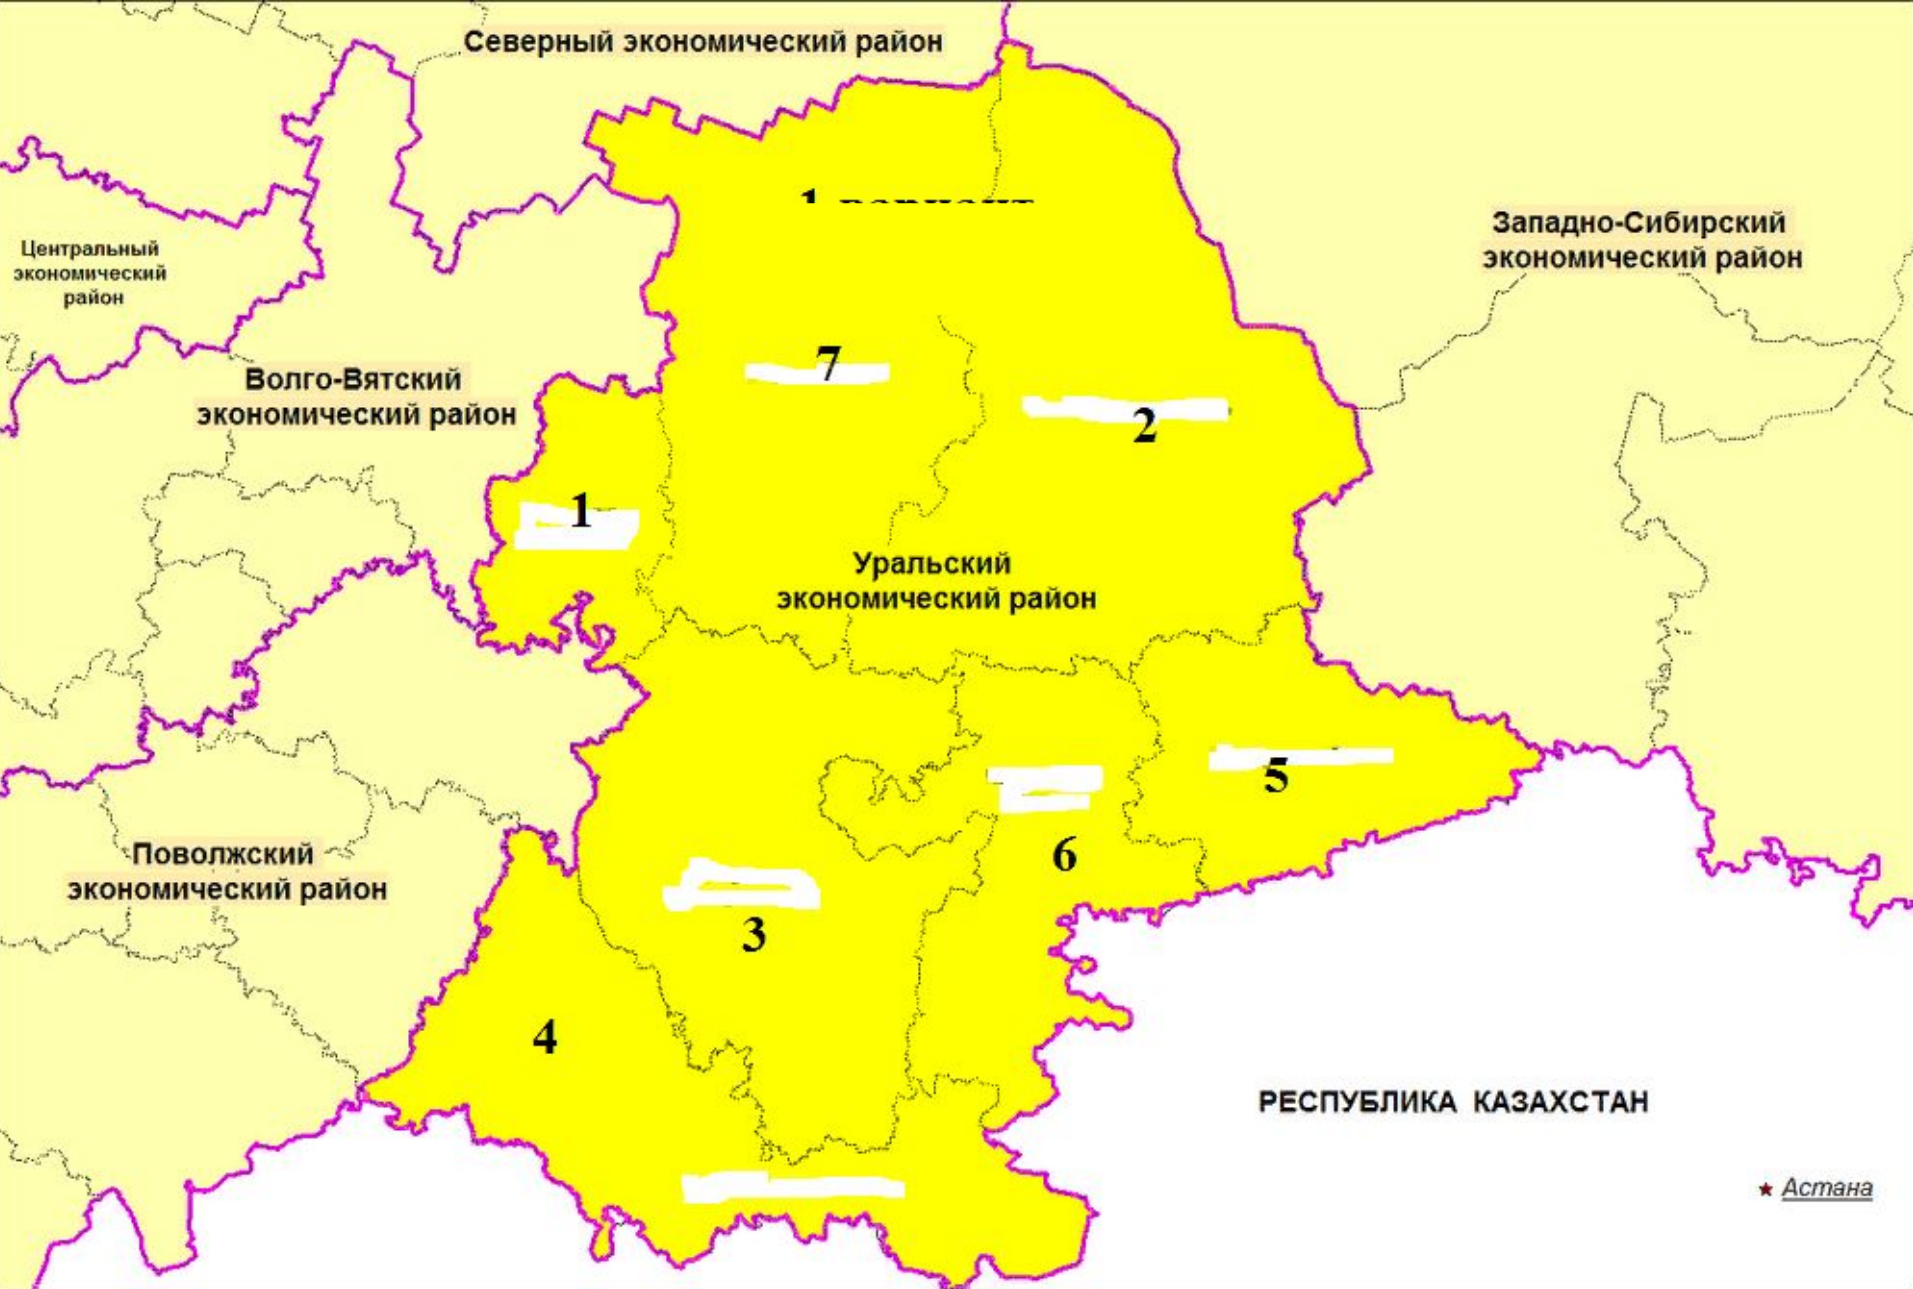 Северный экономический район
Западно-Сибирский
экономический район
Центральный
экономический
район
7
Волго-Вятский
экономический район
2
1
Уральский
экономический район
5
6
Поволжский
экономический район
3
4
РЕСПУБЛИКА КАЗАХСТАН
Астана